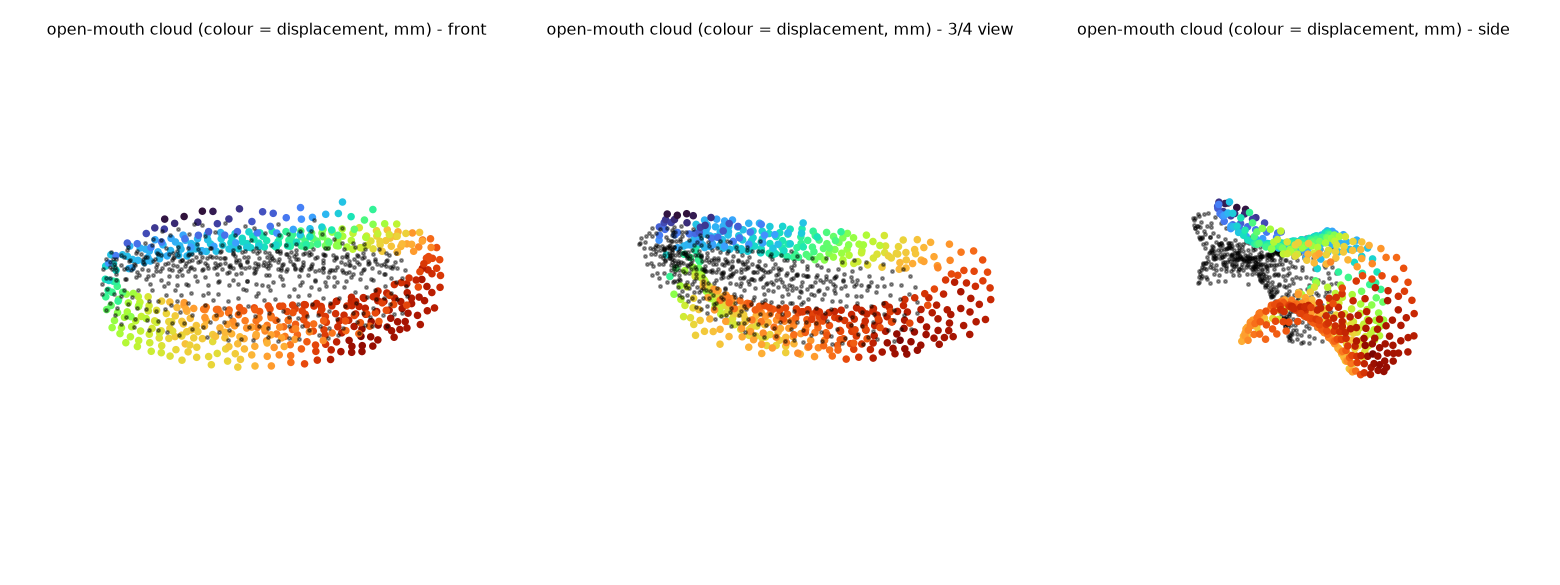 open-mouth cloud (colour = displacement, mm) - front
open-mouth cloud (colour = displacement, mm) - 3/4 view
open-mouth cloud (colour = displacement, mm) - side